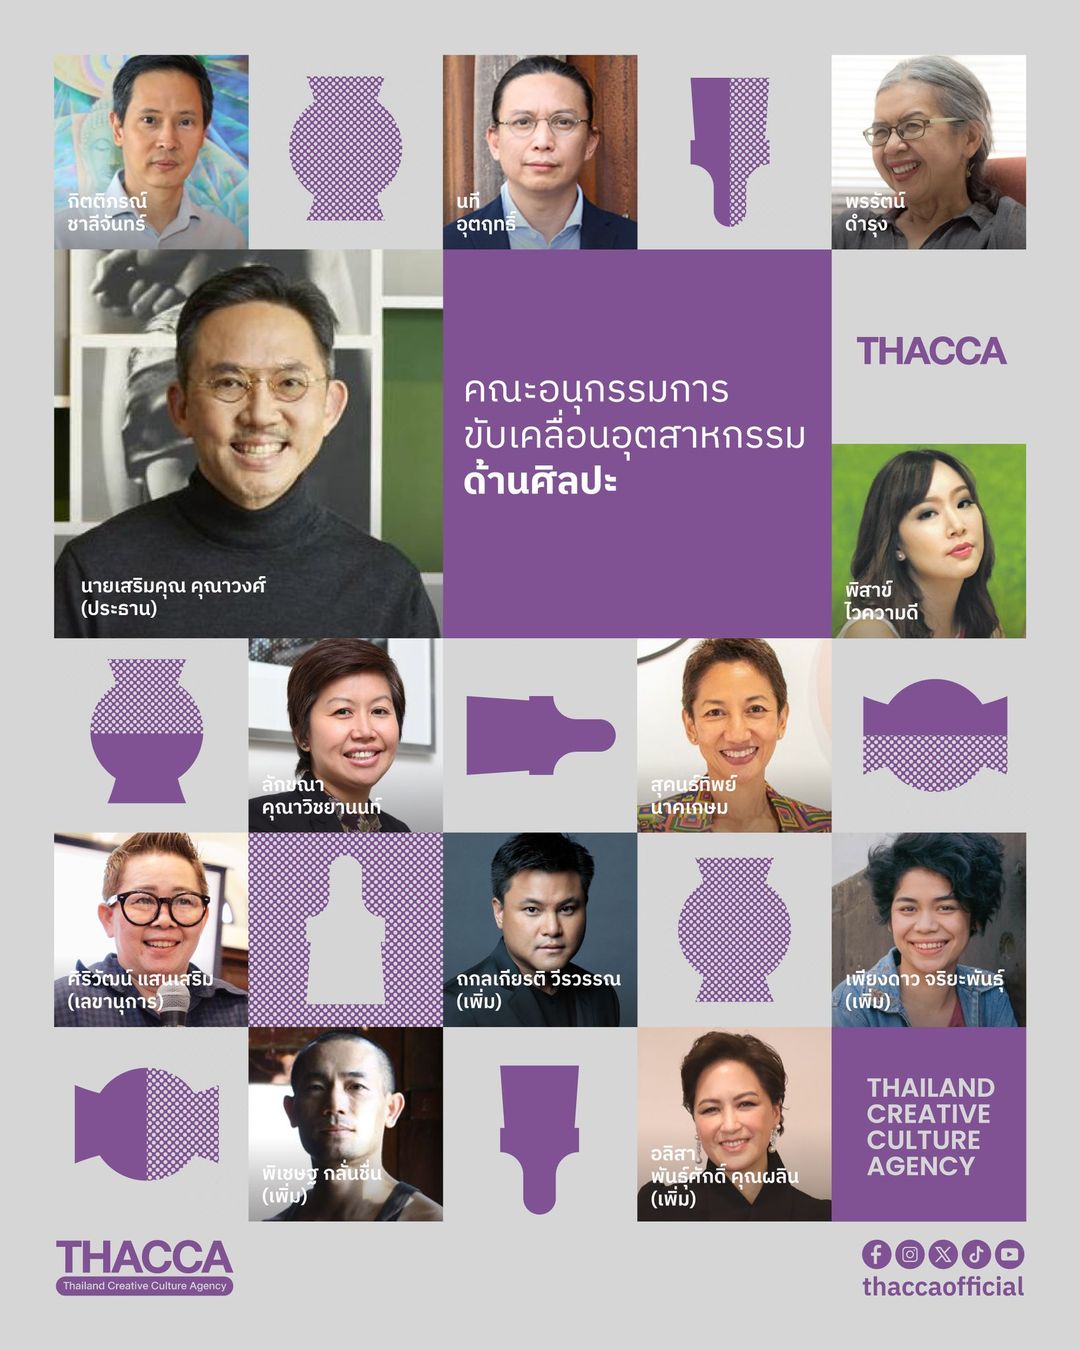 กิตติภรณ์
ชาลีจันทร์
นที
อุตฤทธิ์
พรรัตน์
ดำรุง
THACCA
คณะอนุกรรมการ
ขับเคลื่อนอุตสาหกรรม
ด้านศิลปะ
นายเสริมคุณ คุณาวงศ์
(ประธาน)
พิสาข์
ไวความดี
ลักขณา
คุณาวิชยานนท์
สุคนธ์ทิพย์
นาคเกษม
ศิริวัฒน์ แสนเสริม
(เลขานุการ)
ถกลเกียรติ วีรวรรณ
(เพิ่ม)
เพียงดาว จริยะพันธุ์
(เพิ่ม)
พิเชษฐ กลั่นชื่น
(เพิ่ม)
อลิสา
พันธุ์ศักดิ์ คุณผลิน
(เพิ่ม)
THAILAND
CREATIVE
CULTURE
AGENCY
THACCA
Thailand Creative Culture Agency
thaccaofficial